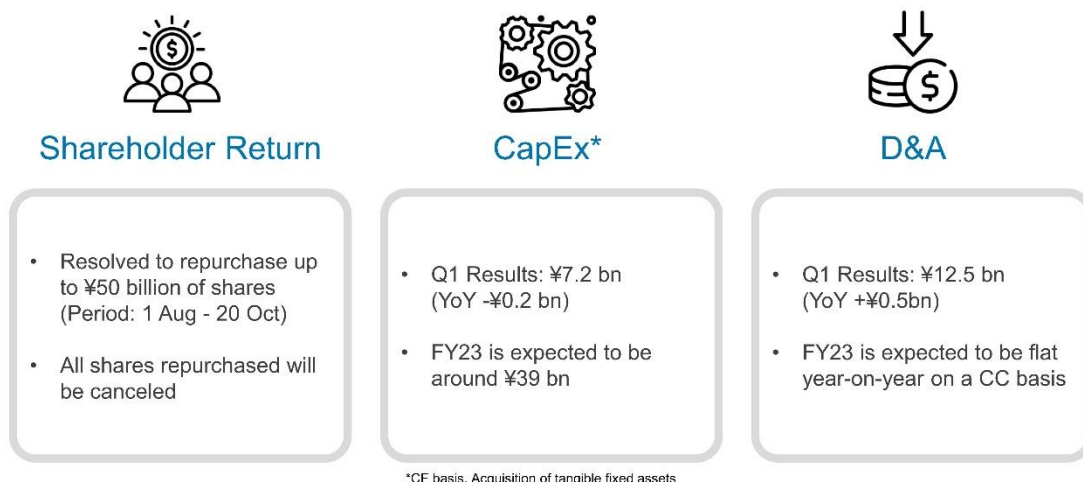 Shareholder Return
• Resolved to repurchase up
to ¥50 billion of shares
(Period: 1 Aug - 20 Oct)
• All shares repurchased will
be canceled
CapEx*
• Q1 Results: ¥7.2 bn
(YoY -¥0.2 bn)
• FY23 is expected to be
around ¥39 bn
D&A
• Q1 Results: ¥12.5 bn
(YoY +¥0.5bn)
• FY23 is expected to be flat
year-on-year on a CC basis
*CF basis, Acquisition of tangible fixed assets